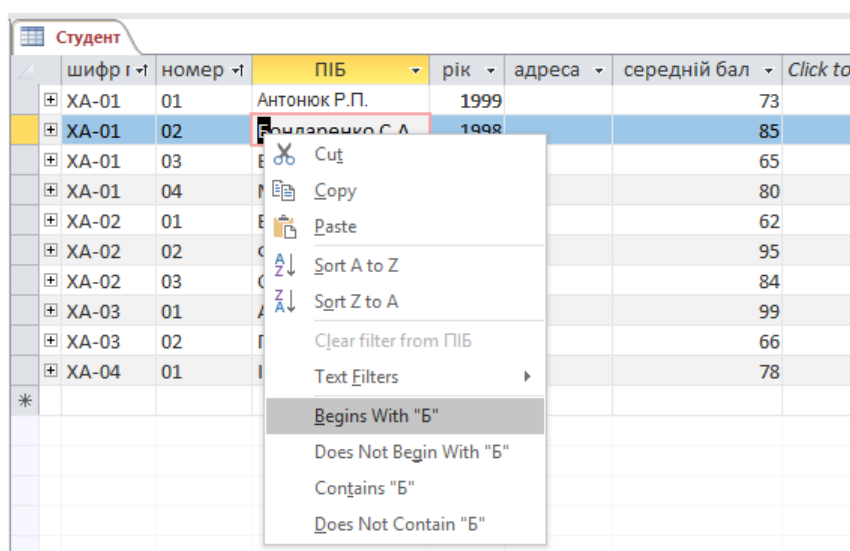 Студент
шифр г номер ПІБ рік адреса середній бал Click to
ХА-01 01 Антонюк Р.П. 1999 73
ХА-01 02 Бондаренко С.А. 1998 85
ХА-01 03 65
ХА-01 04 80
ХА-02 01 62
ХА-02 02 95
ХА-02 03 84
ХА-03 01 99
ХА-03 02 66
ХА-04 01 78
Cut
Copy
Paste
Sort A to Z
Sort Z to A
Clear filter from ПІБ
Text Filters
Begins With "Б"
Does Not Begin With "Б"
Contains "Б"
Does Not Contain "Б"